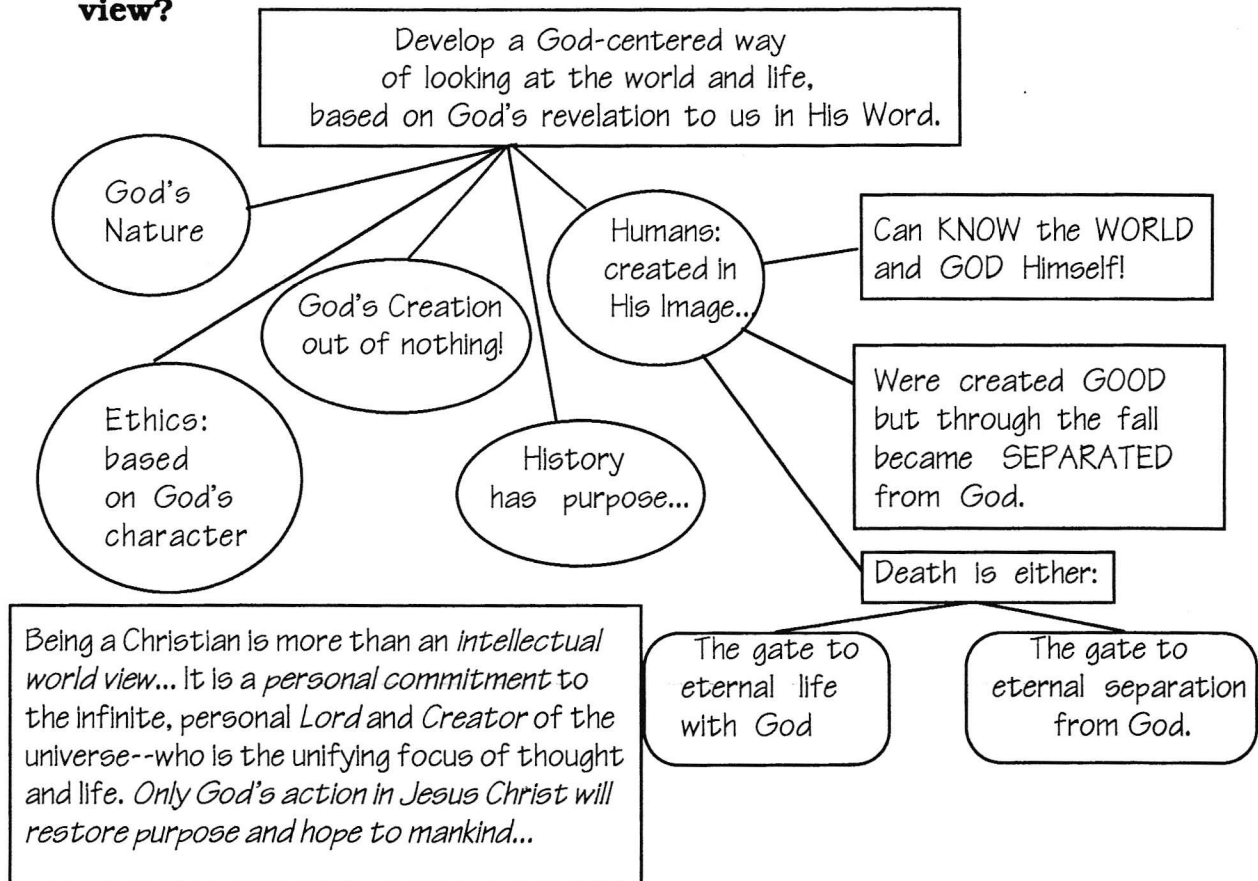 view?
Develop a God-centered way
of looking at the world and life,
based on God's revelation to us in His Word.
God's
Nature
Humans:
created in
His Image...
Can KNOW the WORLD
and GOD Himself!
God's Creation
out of nothing!
Were created GOOD
but through the fall
became SEPARATED
from God.
Ethics:
based
on God's
character
History
has purpose...
Death is either:
The gate to
eternal life
with God
The gate to
eternal separation
from God.
Being a Christian is more than an intellectual
world view... It is a personal commitment to
the infinite, personal Lord and Creator of the
universe--who is the unifying focus of thought
and life. Only God's action in Jesus Christ will
restore purpose and hope to mankind...